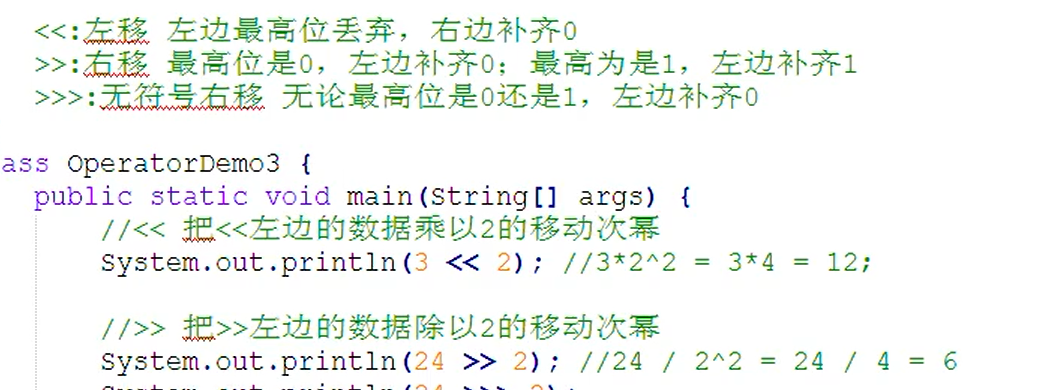 <<:左移 左边最高位丢弃，右边补齐0
>>:右移 最高位是0，左边补齐0；最高为是1，左边补齐1
>>>:无符号右移 无论最高位是0还是1，左边补齐0
ass OperatorDemo3 {
public static void main(String[] args) {
//<< 把<<左边的数据乘以2的移动次幂
System.out.println(3 << 2); //3*2^2 = 3*4 = 12;
//>> 把>>左边的数据除以2的移动次幂
System.out.println(24 >> 2); //24 / 2^2 = 24 / 4 = 6
System.out.println(24 >>> 2);